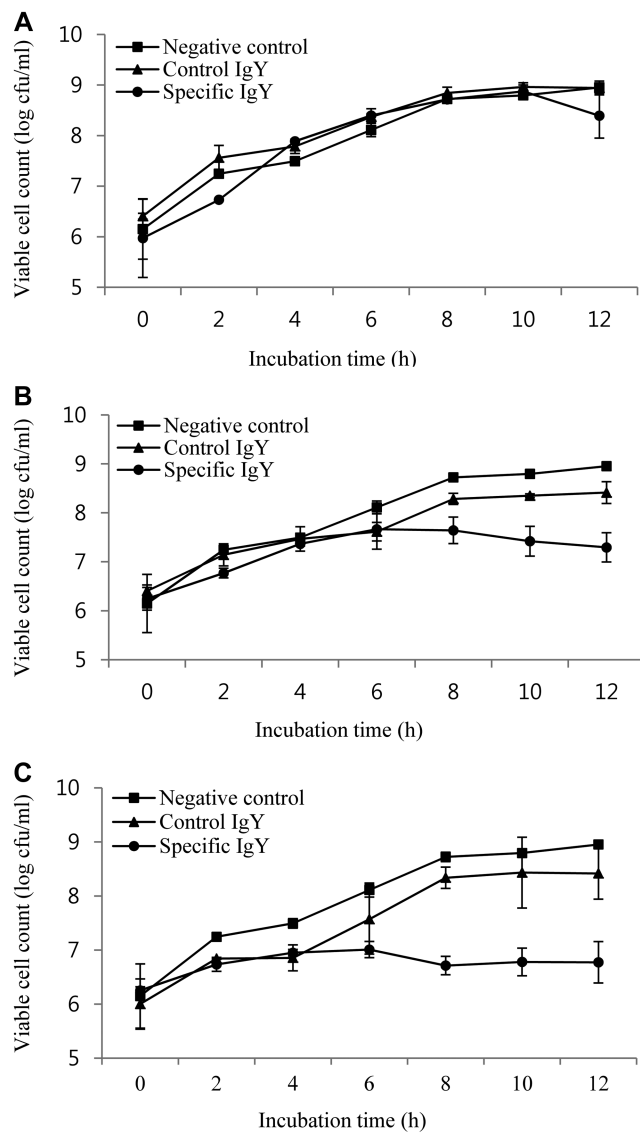 A
Viable cell count (log cfu/ml)
10
9
8
7
6
5
Negative control
Control IgY
Specific IgY
0 2 4 6 8 10 12
Incubation time (h)
B
Viable cell count (log cfu/ml)
10
9
8
7
6
5
Negative control
Control IgY
Specific IgY
0 2 4 6 8 10 12
Incubation time (h)
C
Viable cell count (log cfu/ml)
10
9
8
7
6
5
Negative control
Control IgY
Specific IgY
0 2 4 6 8 10 12
Incubation time (h)